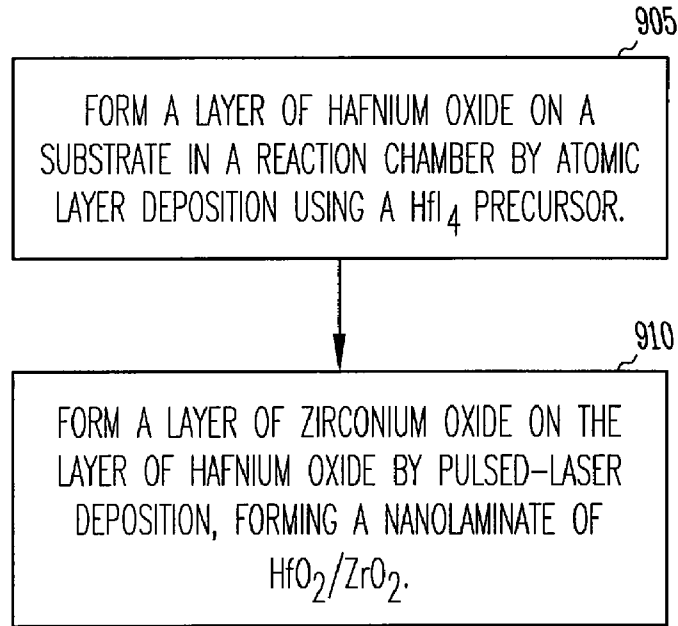 905
FORM A LAYER OF HAFNIUM OXIDE ON A
SUBSTRATE IN A REACTION CHAMBER BY ATOMIC
LAYER DEPOSITION USING A HfI₄ PRECURSOR.
910
FORM A LAYER OF ZIRCONIUM OXIDE ON THE
LAYER OF HAFNIUM OXIDE BY PULSED-LASER
DEPOSITION, FORMING A NANOLAMINATE OF
HfO₂/ZrO₂.